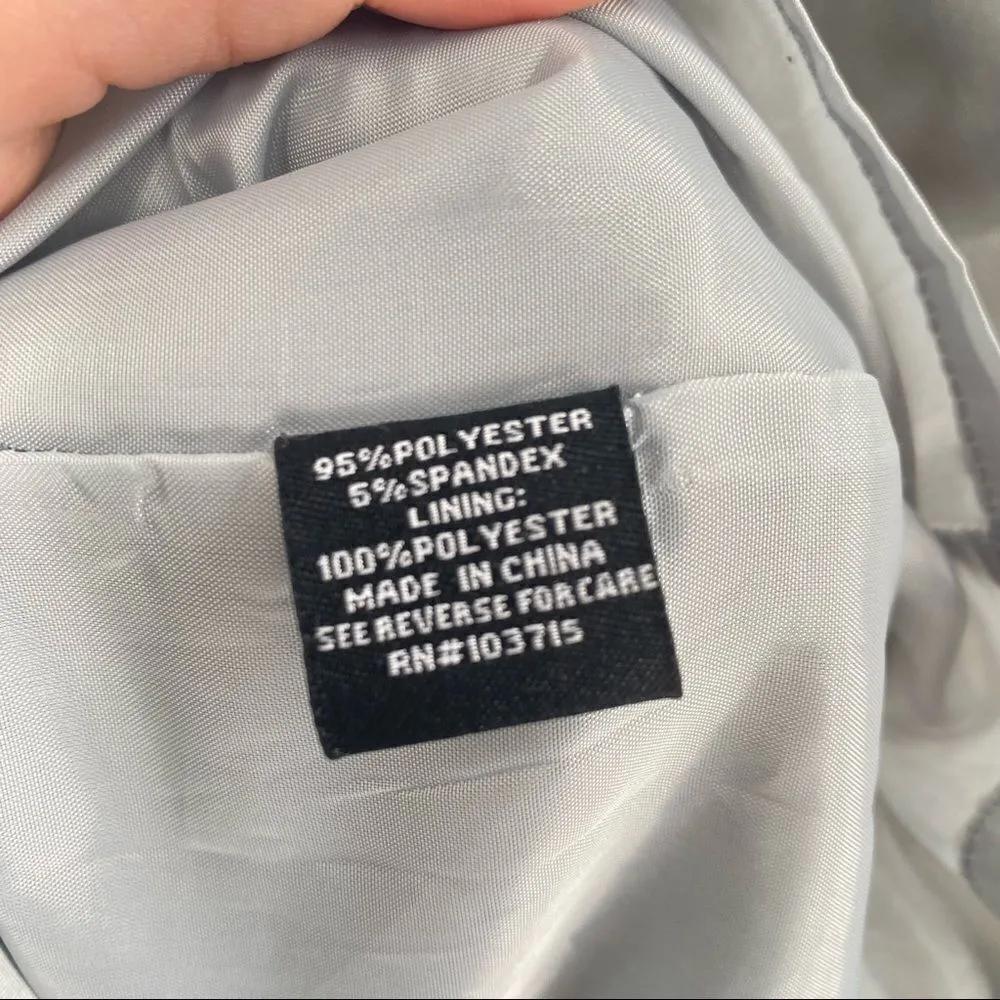 95%POLYESTER
5%SPANDEX
LINING:
100%POLYESTER
MADE IN CHINA
SEE REVERSE FOR CARE
RN#103715